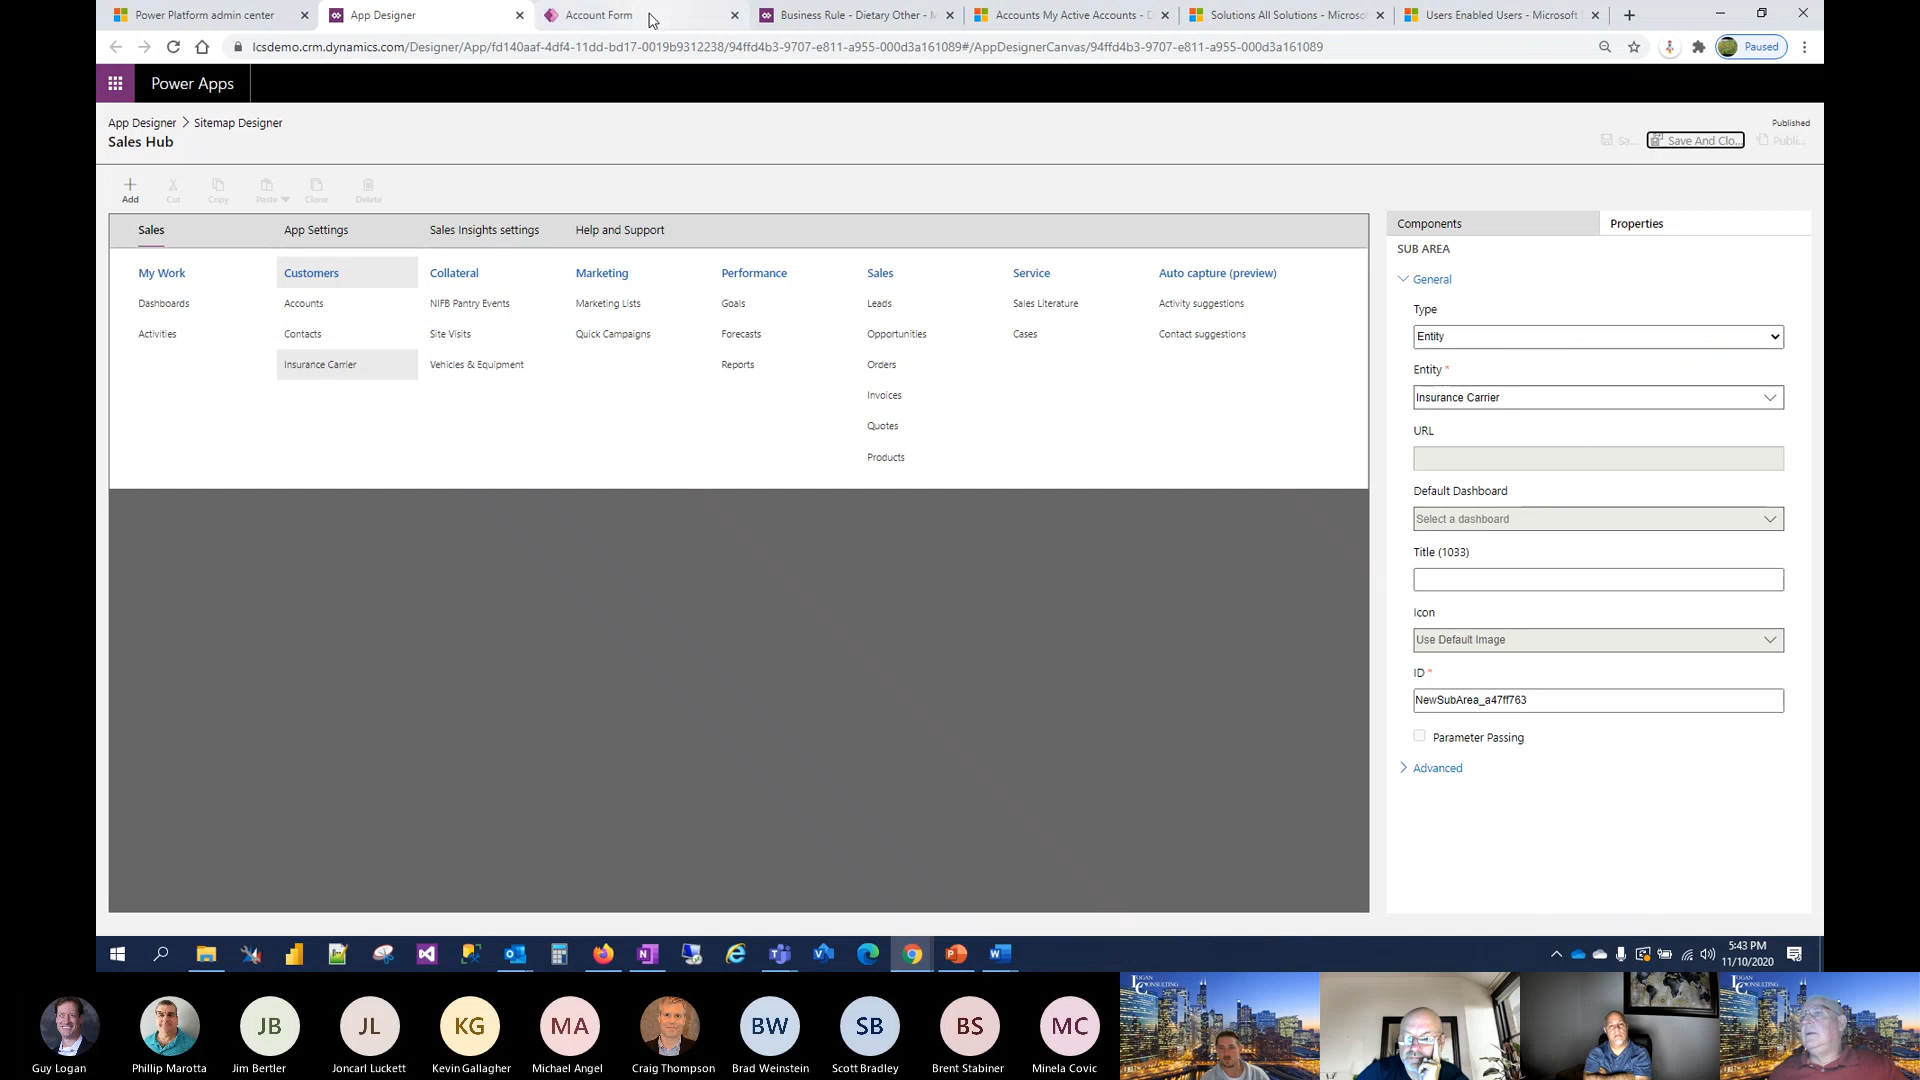 Power Platform admin center
App Designer
Account Form
Business Rule - Dietary Other - M
Accounts My Active Accounts - D
Solutions All Solutions - Microsof
Users Enabled Users - Microsoft
lcsdemo.crm.dynamics.com/Designer/App/fd140aaf-4df4-11dd-bd17-0019b9312238/94ffd4b3-9707-e811-a955-000d3a161089#/AppDesignerCanvas/94ffd4b3-9707-e811-a955-000d3a161089
Paused
Power Apps
App Designer > Sitemap Designer
Sales Hub
Published
Sa...
Save And Clo...
Publi...
Add
Cut
Copy
Paste
Clone
Delete
Sales
App Settings
Sales Insights settings
Help and Support
My Work
Customers
Collateral
Marketing
Performance
Sales
Service
Auto capture (preview)
Dashboards
Accounts
NIFB Pantry Events
Marketing Lists
Goals
Leads
Sales Literature
Activity suggestions
Activities
Contacts
Site Visits
Quick Campaigns
Forecasts
Opportunities
Cases
Contact suggestions
Insurance Carrier
Vehicles & Equipment
Reports
Orders
Invoices
Quotes
Products
Components
Properties
SUB AREA
General
Type
Entity
Entity *
Insurance Carrier
URL
Default Dashboard
Select a dashboard
Title (1033)
Icon
Use Default Image
ID *
NewSubArea_a47ff763
Parameter Passing
Advanced
5:43 PM
11/10/2020
JB
JL
KG
MA
BW
SB
BS
MC
Guy Logan
Phillip Marotta
Jim Bertler
Joncarl Luckett
Kevin Gallagher
Michael Angel
Craig Thompson
Brad Weinstein
Scott Bradley
Brent Stabiner
Minela Covic
LOGAN
CONSULTING
LOGAN
CONSULTING